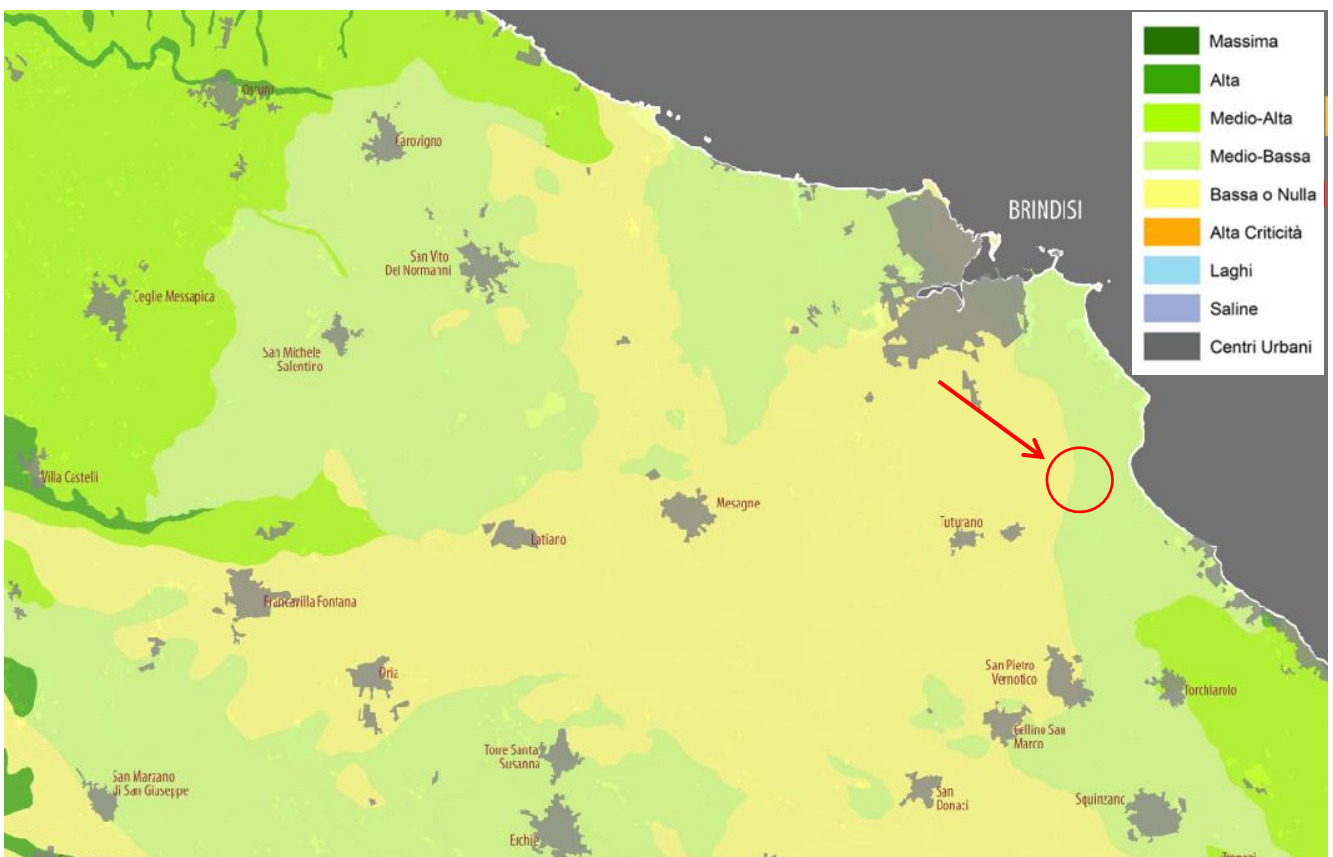 Massima
Alta
Medio-Alta
Medio-Bassa
Bassa o Nulla
Alta Criticità
Laghi
Saline
Centri Urbani
Ostuni
Carovigno
BRINDISI
San Vito
Dei Normanni
Ceglie Messapica
San Michele
Salentino
Villa Castelli
Mesagne
Latiano
Tuturano
Francavilla Fontana
Oria
San Pietro
Vernotico
Torchiarolo
Cellino San
Marco
Torre Santa
Susanna
San Marzano
di San Giuseppe
San
Donaci
Squinzano
Erchie